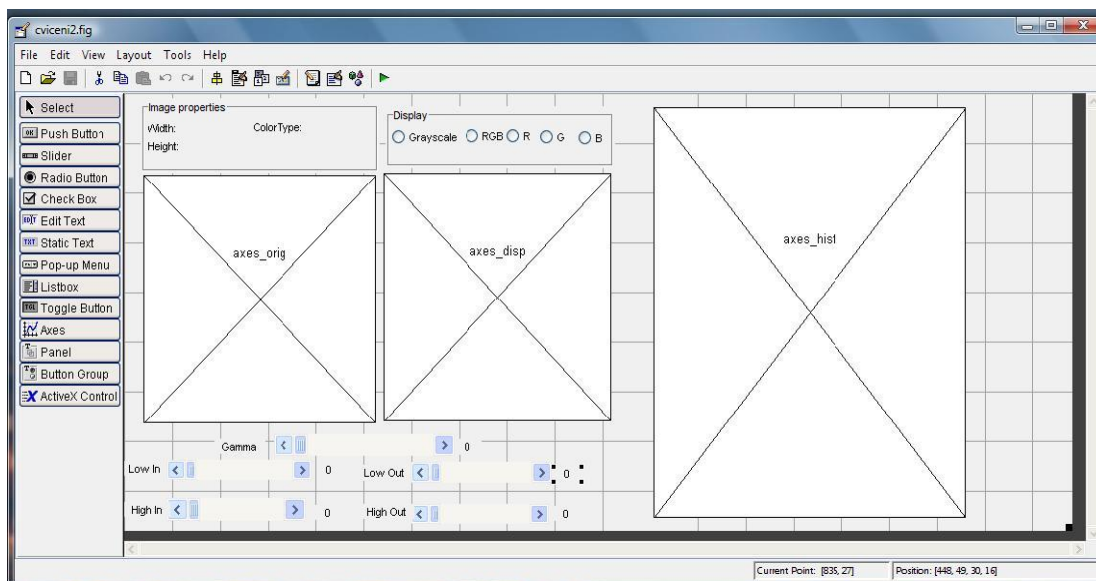 cviceni2.fig
File Edit View Layout Tools Help
Select
Push Button
Slider
Radio Button
Check Box
Edit Text
Static Text
Pop-up Menu
Listbox
Toggle Button
Axes
Panel
Button Group
ActiveX Control
Image properties
Width: ColorType:
Height:
Display
Grayscale RGB R G B
axes_orig
axes_disp
axes_hist
Gamma 0
Low In 0 Low Out 0
High In 0 High Out 0
Current Point: [835, 27] Position: [448, 49, 30, 16]